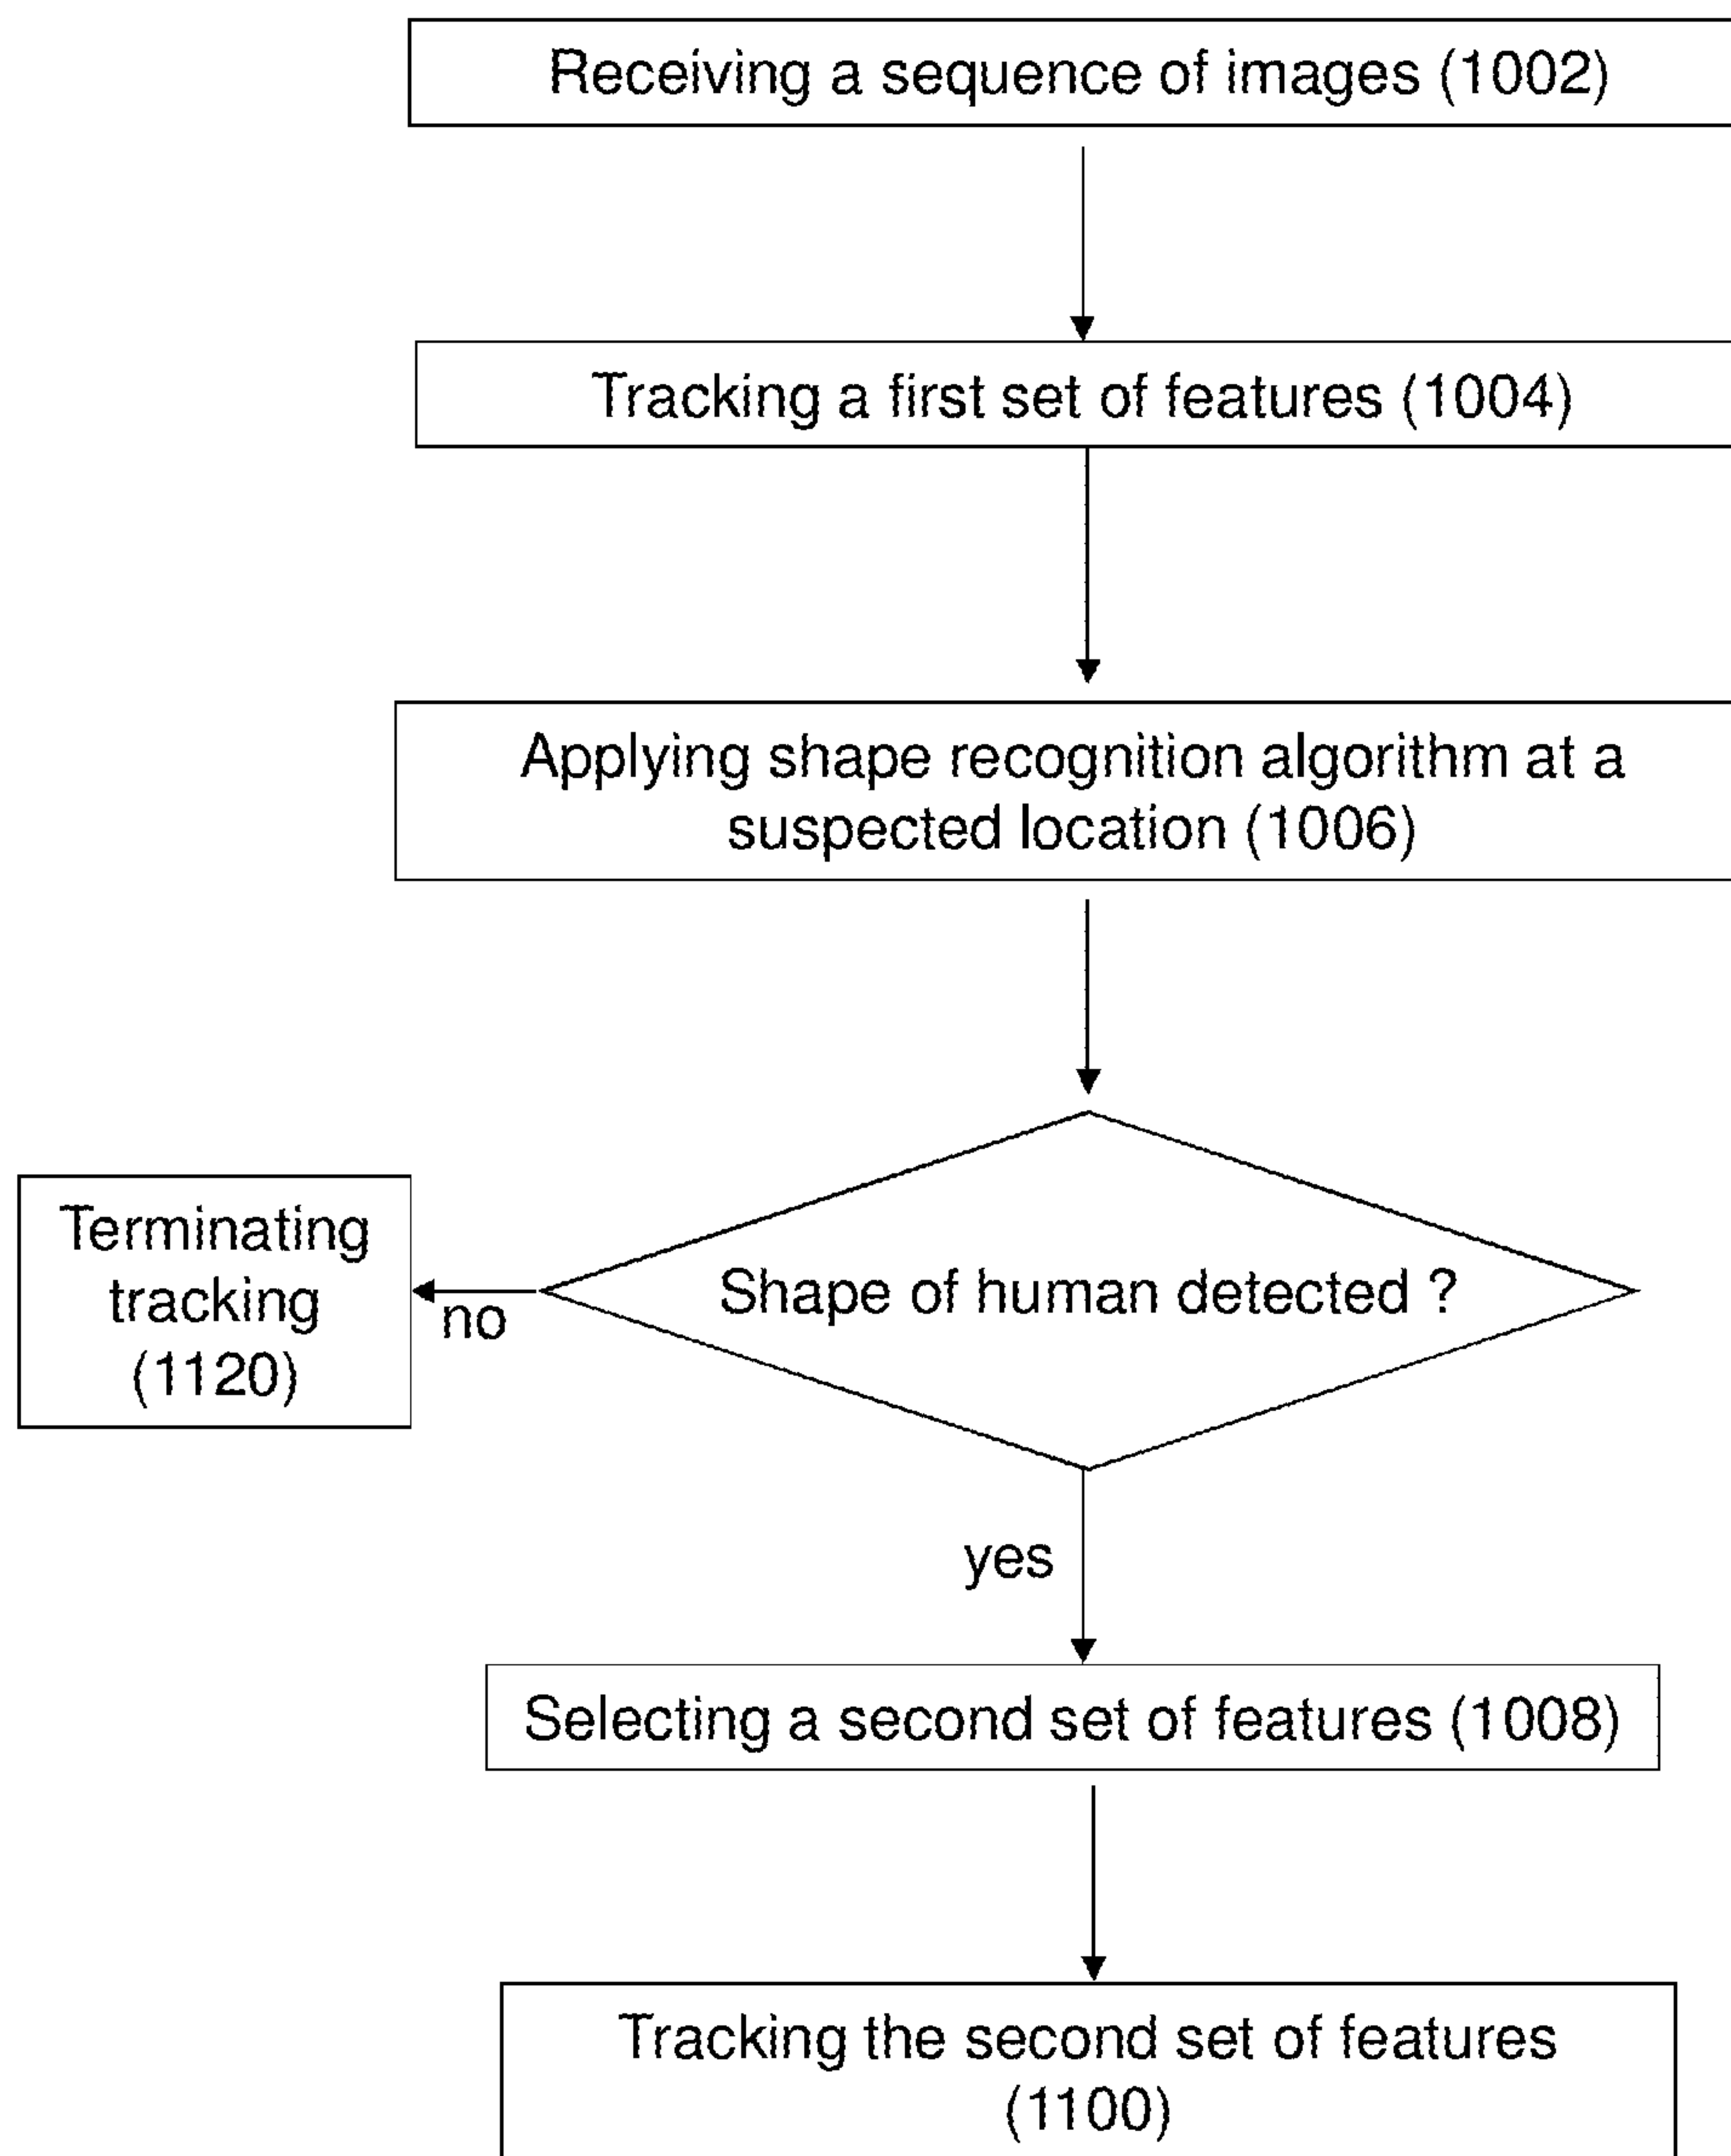 Receiving a sequence of images (1002)
Tracking a first set of features (1004)
Applying shape recognition algorithm at a
suspected location (1006)
Terminating
tracking
(1120)
no
Shape of human detected ?
yes
Selecting a second set of features (1008)
Tracking the second set of features
(1100)